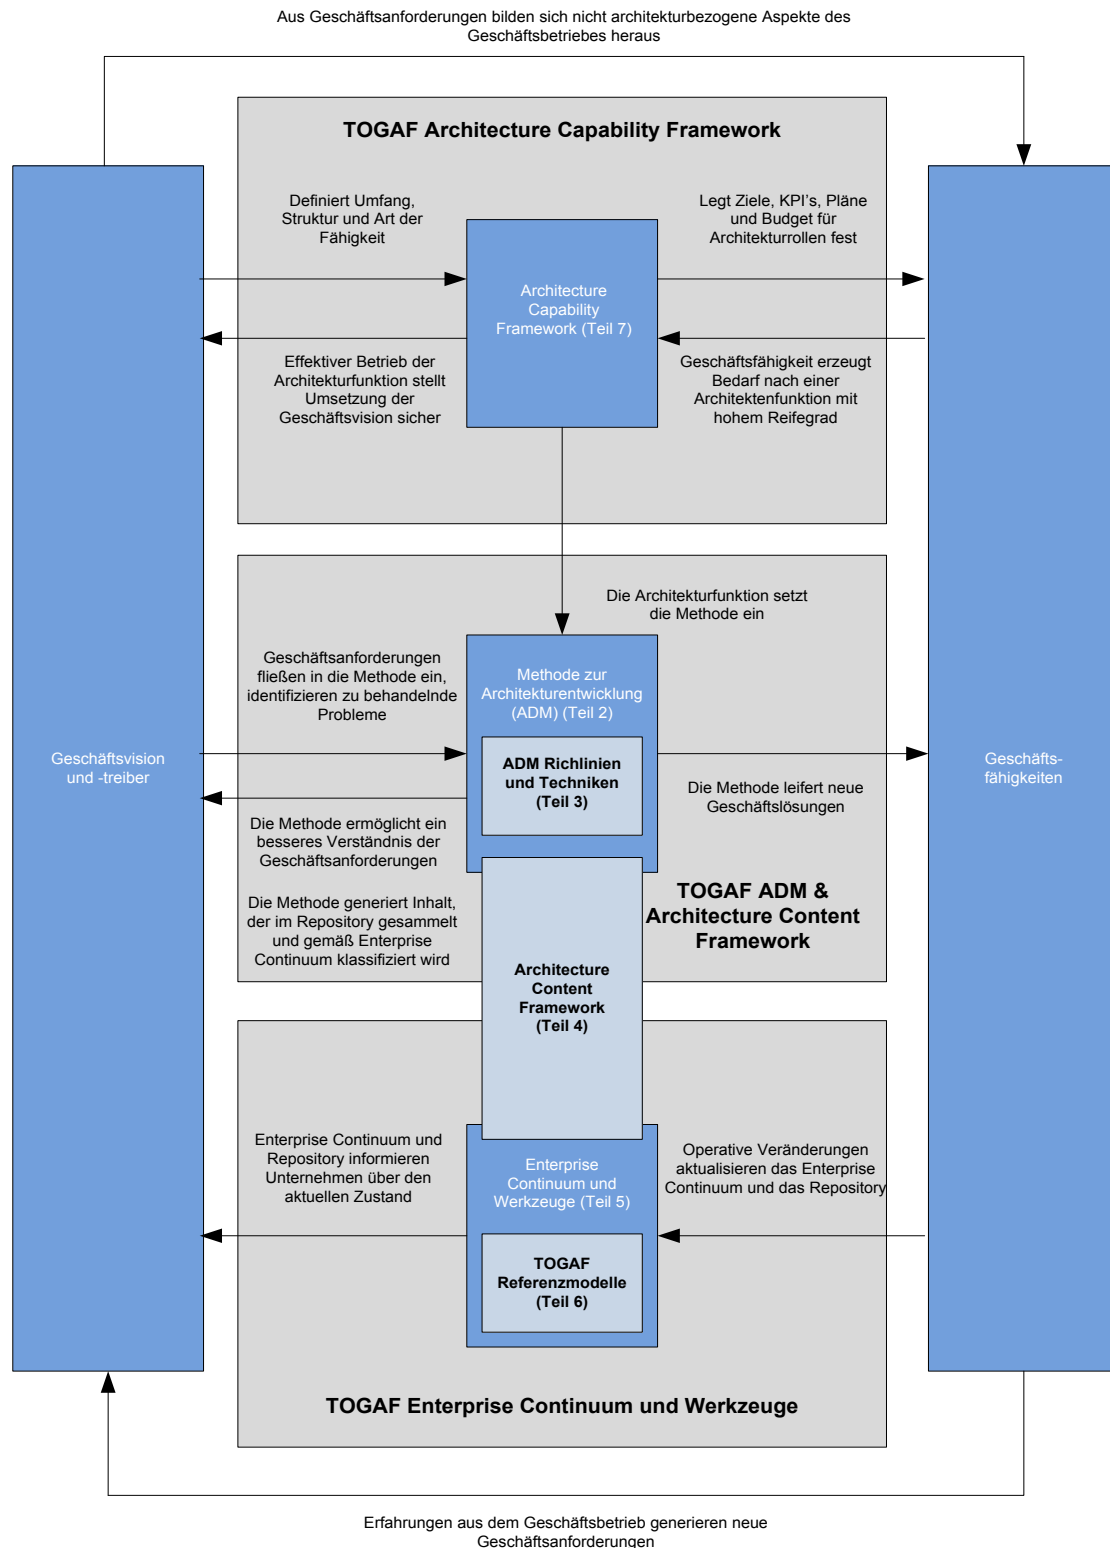 Aus Geschäftsanforderungen bilden sich nicht architekturbezogene Aspekte des
Geschäftsbetriebes heraus
TOGAF Architecture Capability Framework
Definiert Umfang,
Struktur und Art der
Fähigkeit
Legt Ziele, KPI's, Pläne
und Budget für
Architekturrollen fest
Architecture
Capability
Framework (Teil 7)
Effektiver Betrieb der
Architekturfunktion stellt
Umsetzung der
Geschäftsvision sicher
Geschäftsfähigkeit erzeugt
Bedarf nach einer
Architektenfunktion mit
hohem Reifegrad
Die Architekturfunktion setzt
die Methode ein
Geschäftsanforderungen
fließen in die Methode ein,
identifizieren zu behandelnde
Probleme
Methode zur
Architekturentwicklung
(ADM) (Teil 2)
Geschäftsvision
und -treiber
ADM Richlinien
und Techniken
(Teil 3)
Geschäfts-
fähigkeiten
Die Methode leifert neue
Geschäftslösungen
Die Methode ermöglicht ein
besseres Verständnis der
Geschäftsanforderungen
Die Methode generiert Inhalt,
der im Repository gesammelt
und gemäß Enterprise
Continuum klassifiziert wird
TOGAF ADM &
Architecture Content
Framework
Architecture
Content
Framework
(Teil 4)
Enterprise Continuum und
Repository informieren
Unternehmen über den
aktuellen Zustand
Enterprise
Continuum und
Werkzeuge (Teil 5)
Operative Veränderungen
aktualisieren das Enterprise
Continuum und das Repository
TOGAF
Referenzmodelle
(Teil 6)
TOGAF Enterprise Continuum und Werkzeuge
Erfahrungen aus dem Geschäftsbetrieb generieren neue
Geschäftsanforderungen